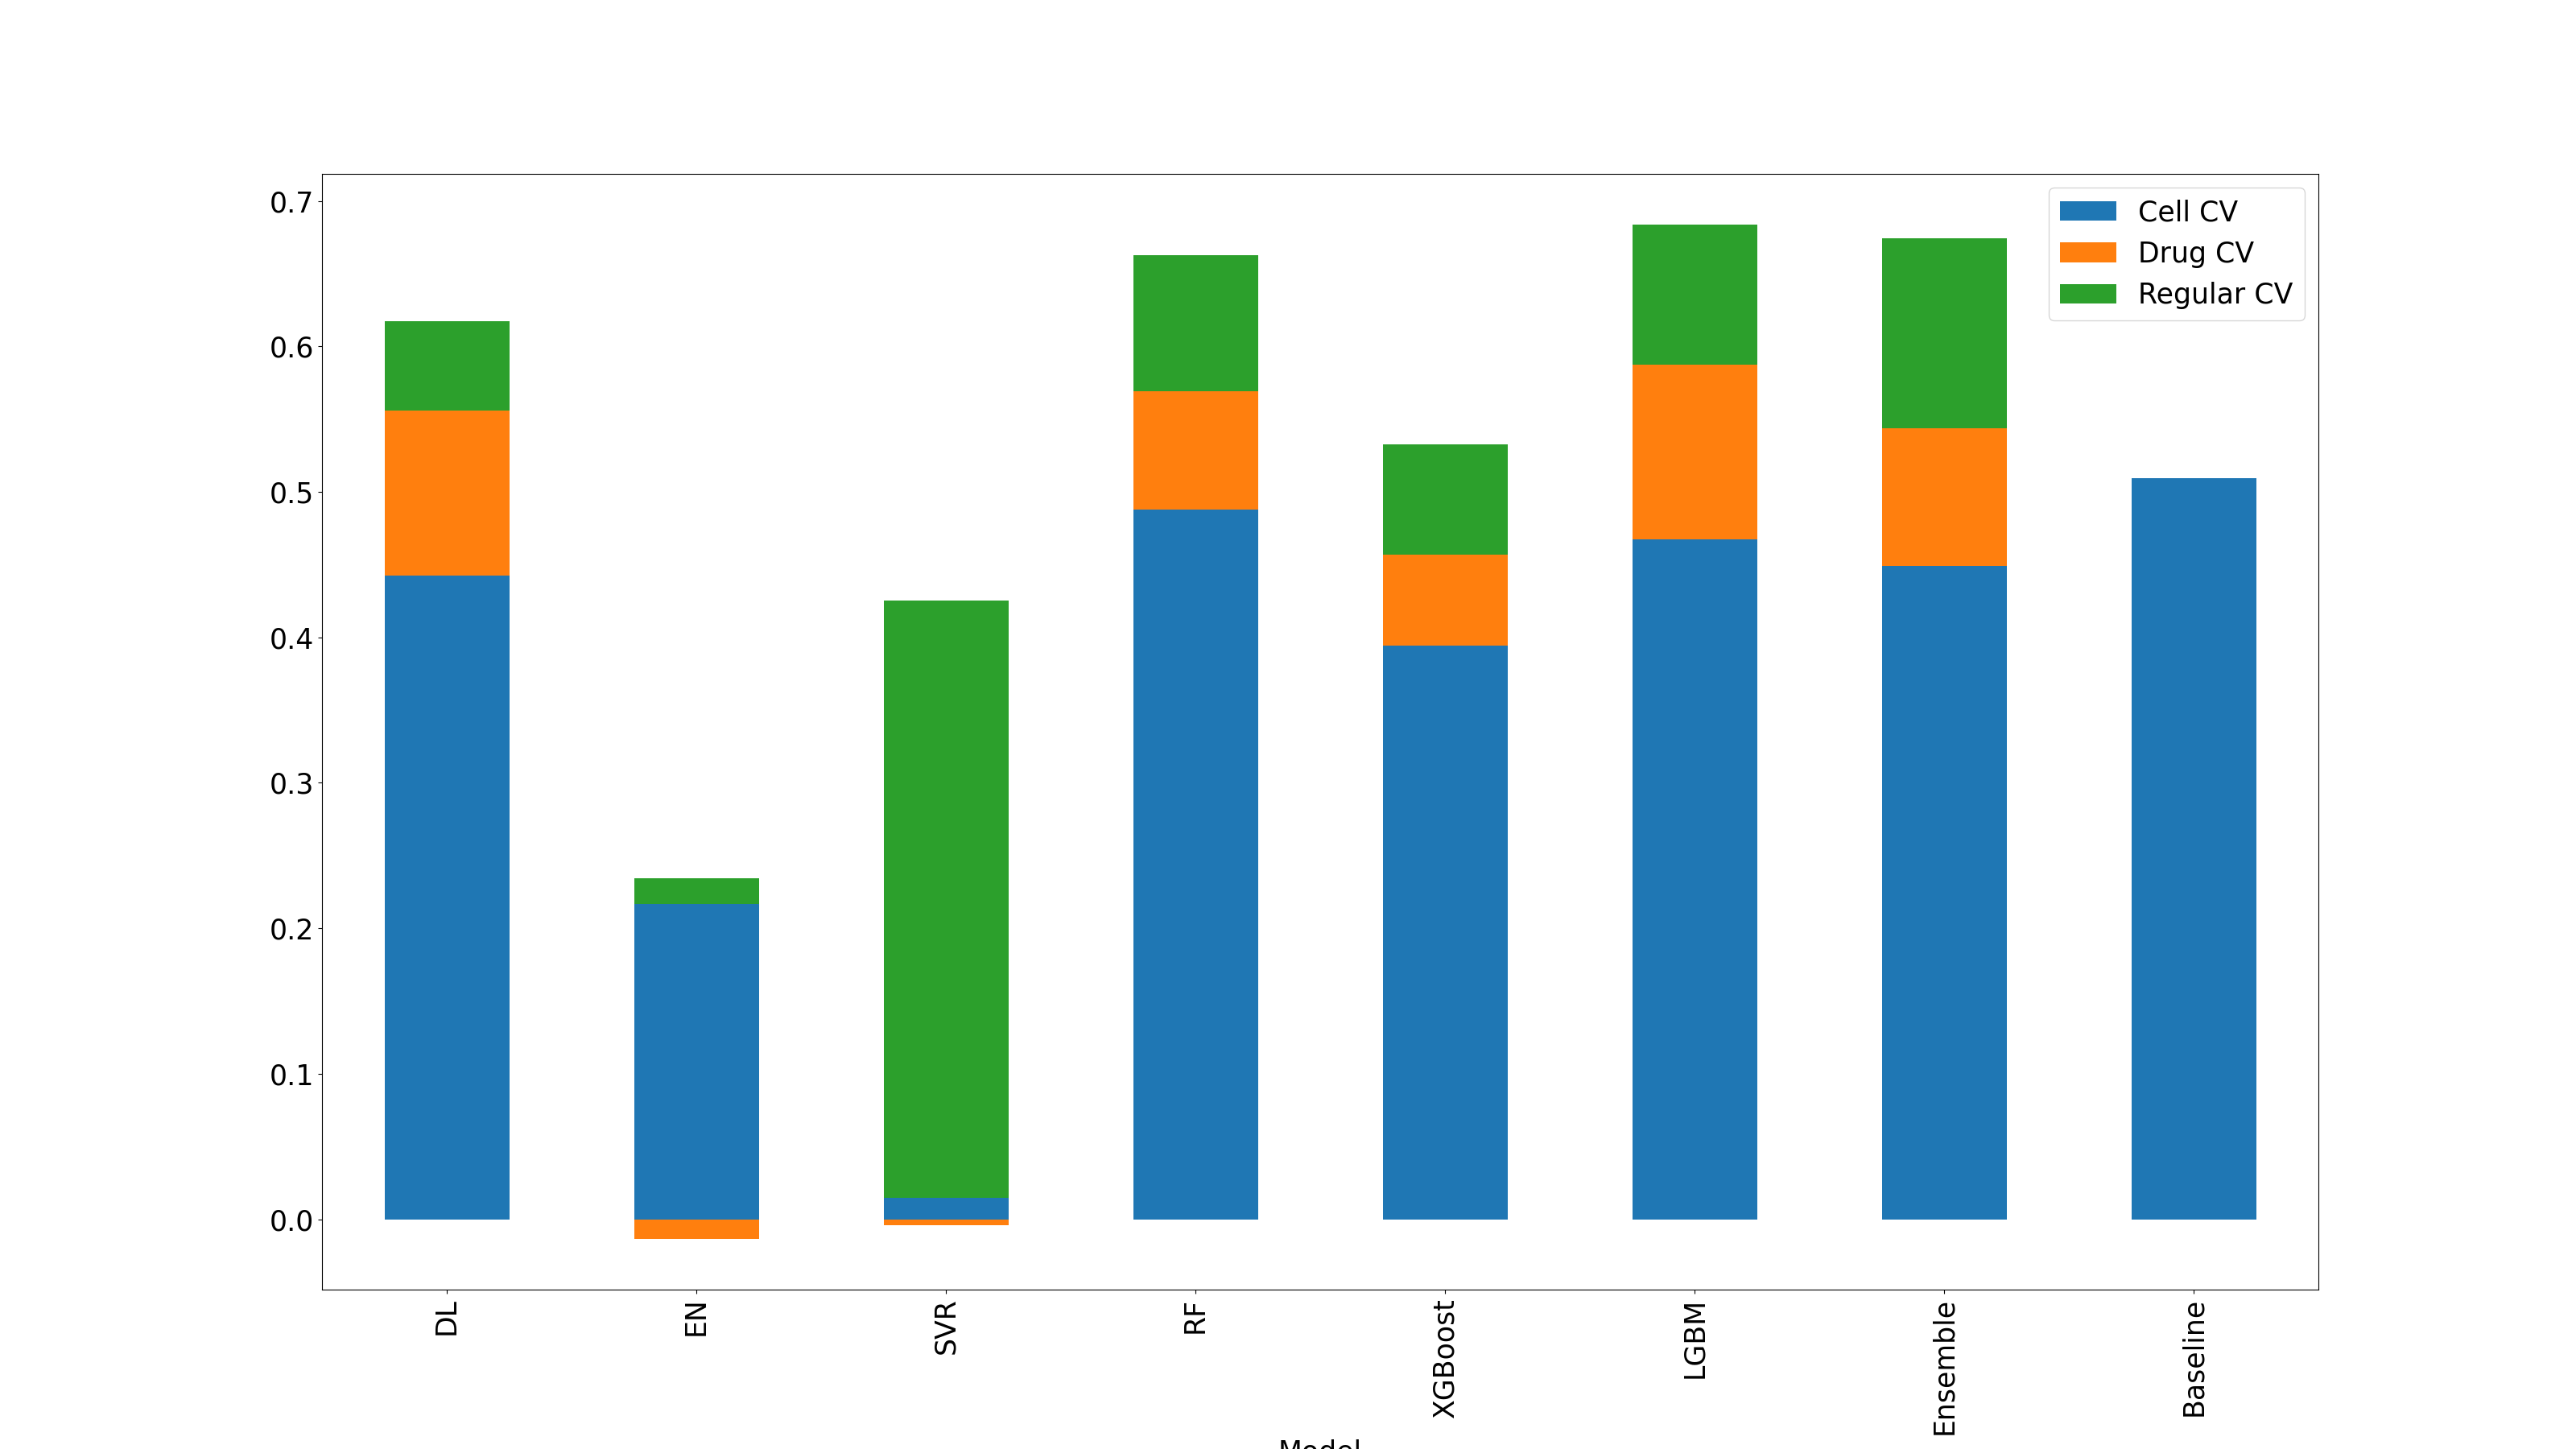 0.7
0.6
0.5
0.4
0.3
0.2
0.1
0.0
Cell CV
Drug CV
Regular CV
DL
EN
SVR
RF
XGBoost
LGBM
Ensemble
Baseline
Model